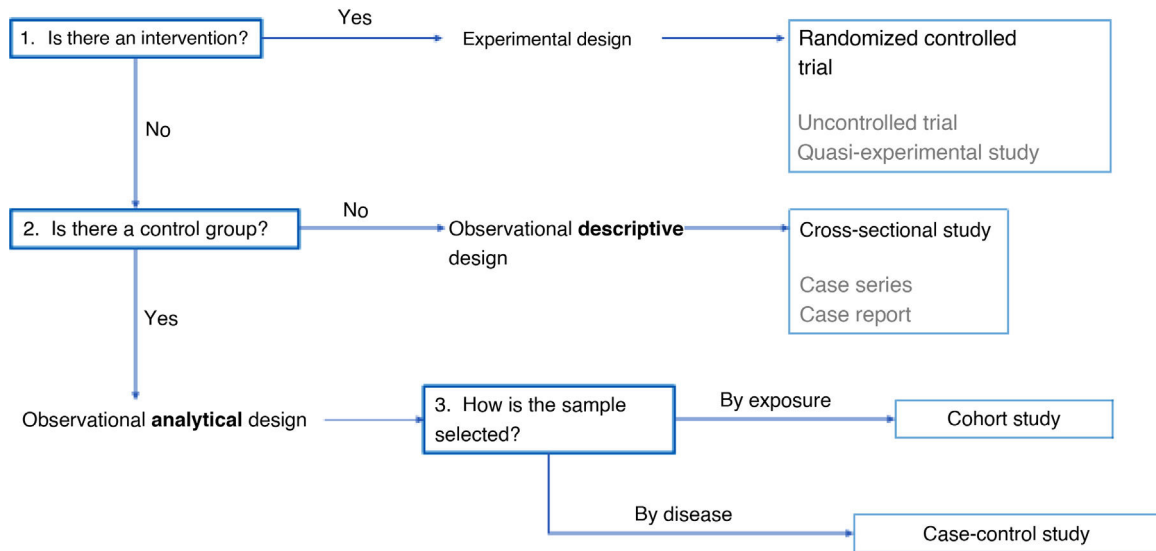 Yes
1. Is there an intervention?
Experimental design
Randomized controlled
trial
Uncontrolled trial
Quasi-experimental study
No
2. Is there a control group?
No
Observational descriptive
design
Cross-sectional study
Case series
Case report
Yes
Observational analytical design
3. How is the sample
selected?
By exposure
Cohort study
By disease
Case-control study